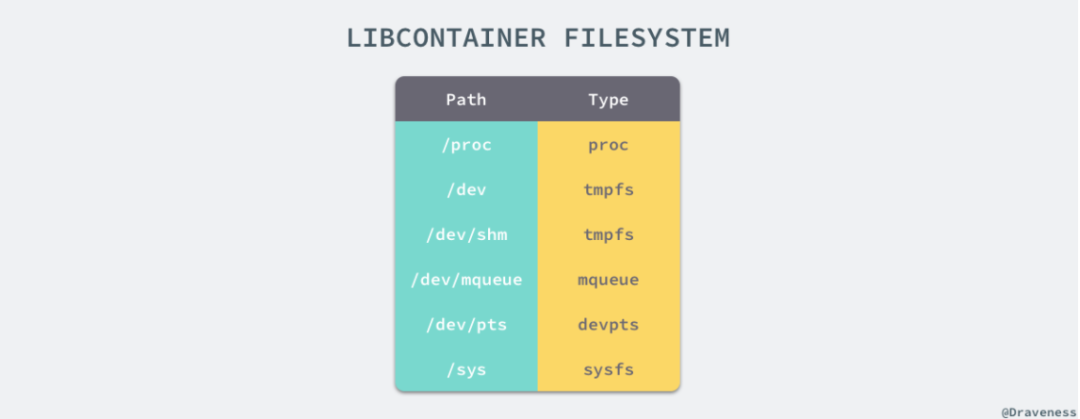 LIBCONTAINER FILESYSTEM
Path Type
/proc proc
/dev tmpfs
/dev/shm tmpfs
/dev/mqueue mqueue
/dev/pts devpts
/sys sysfs
@Draveness